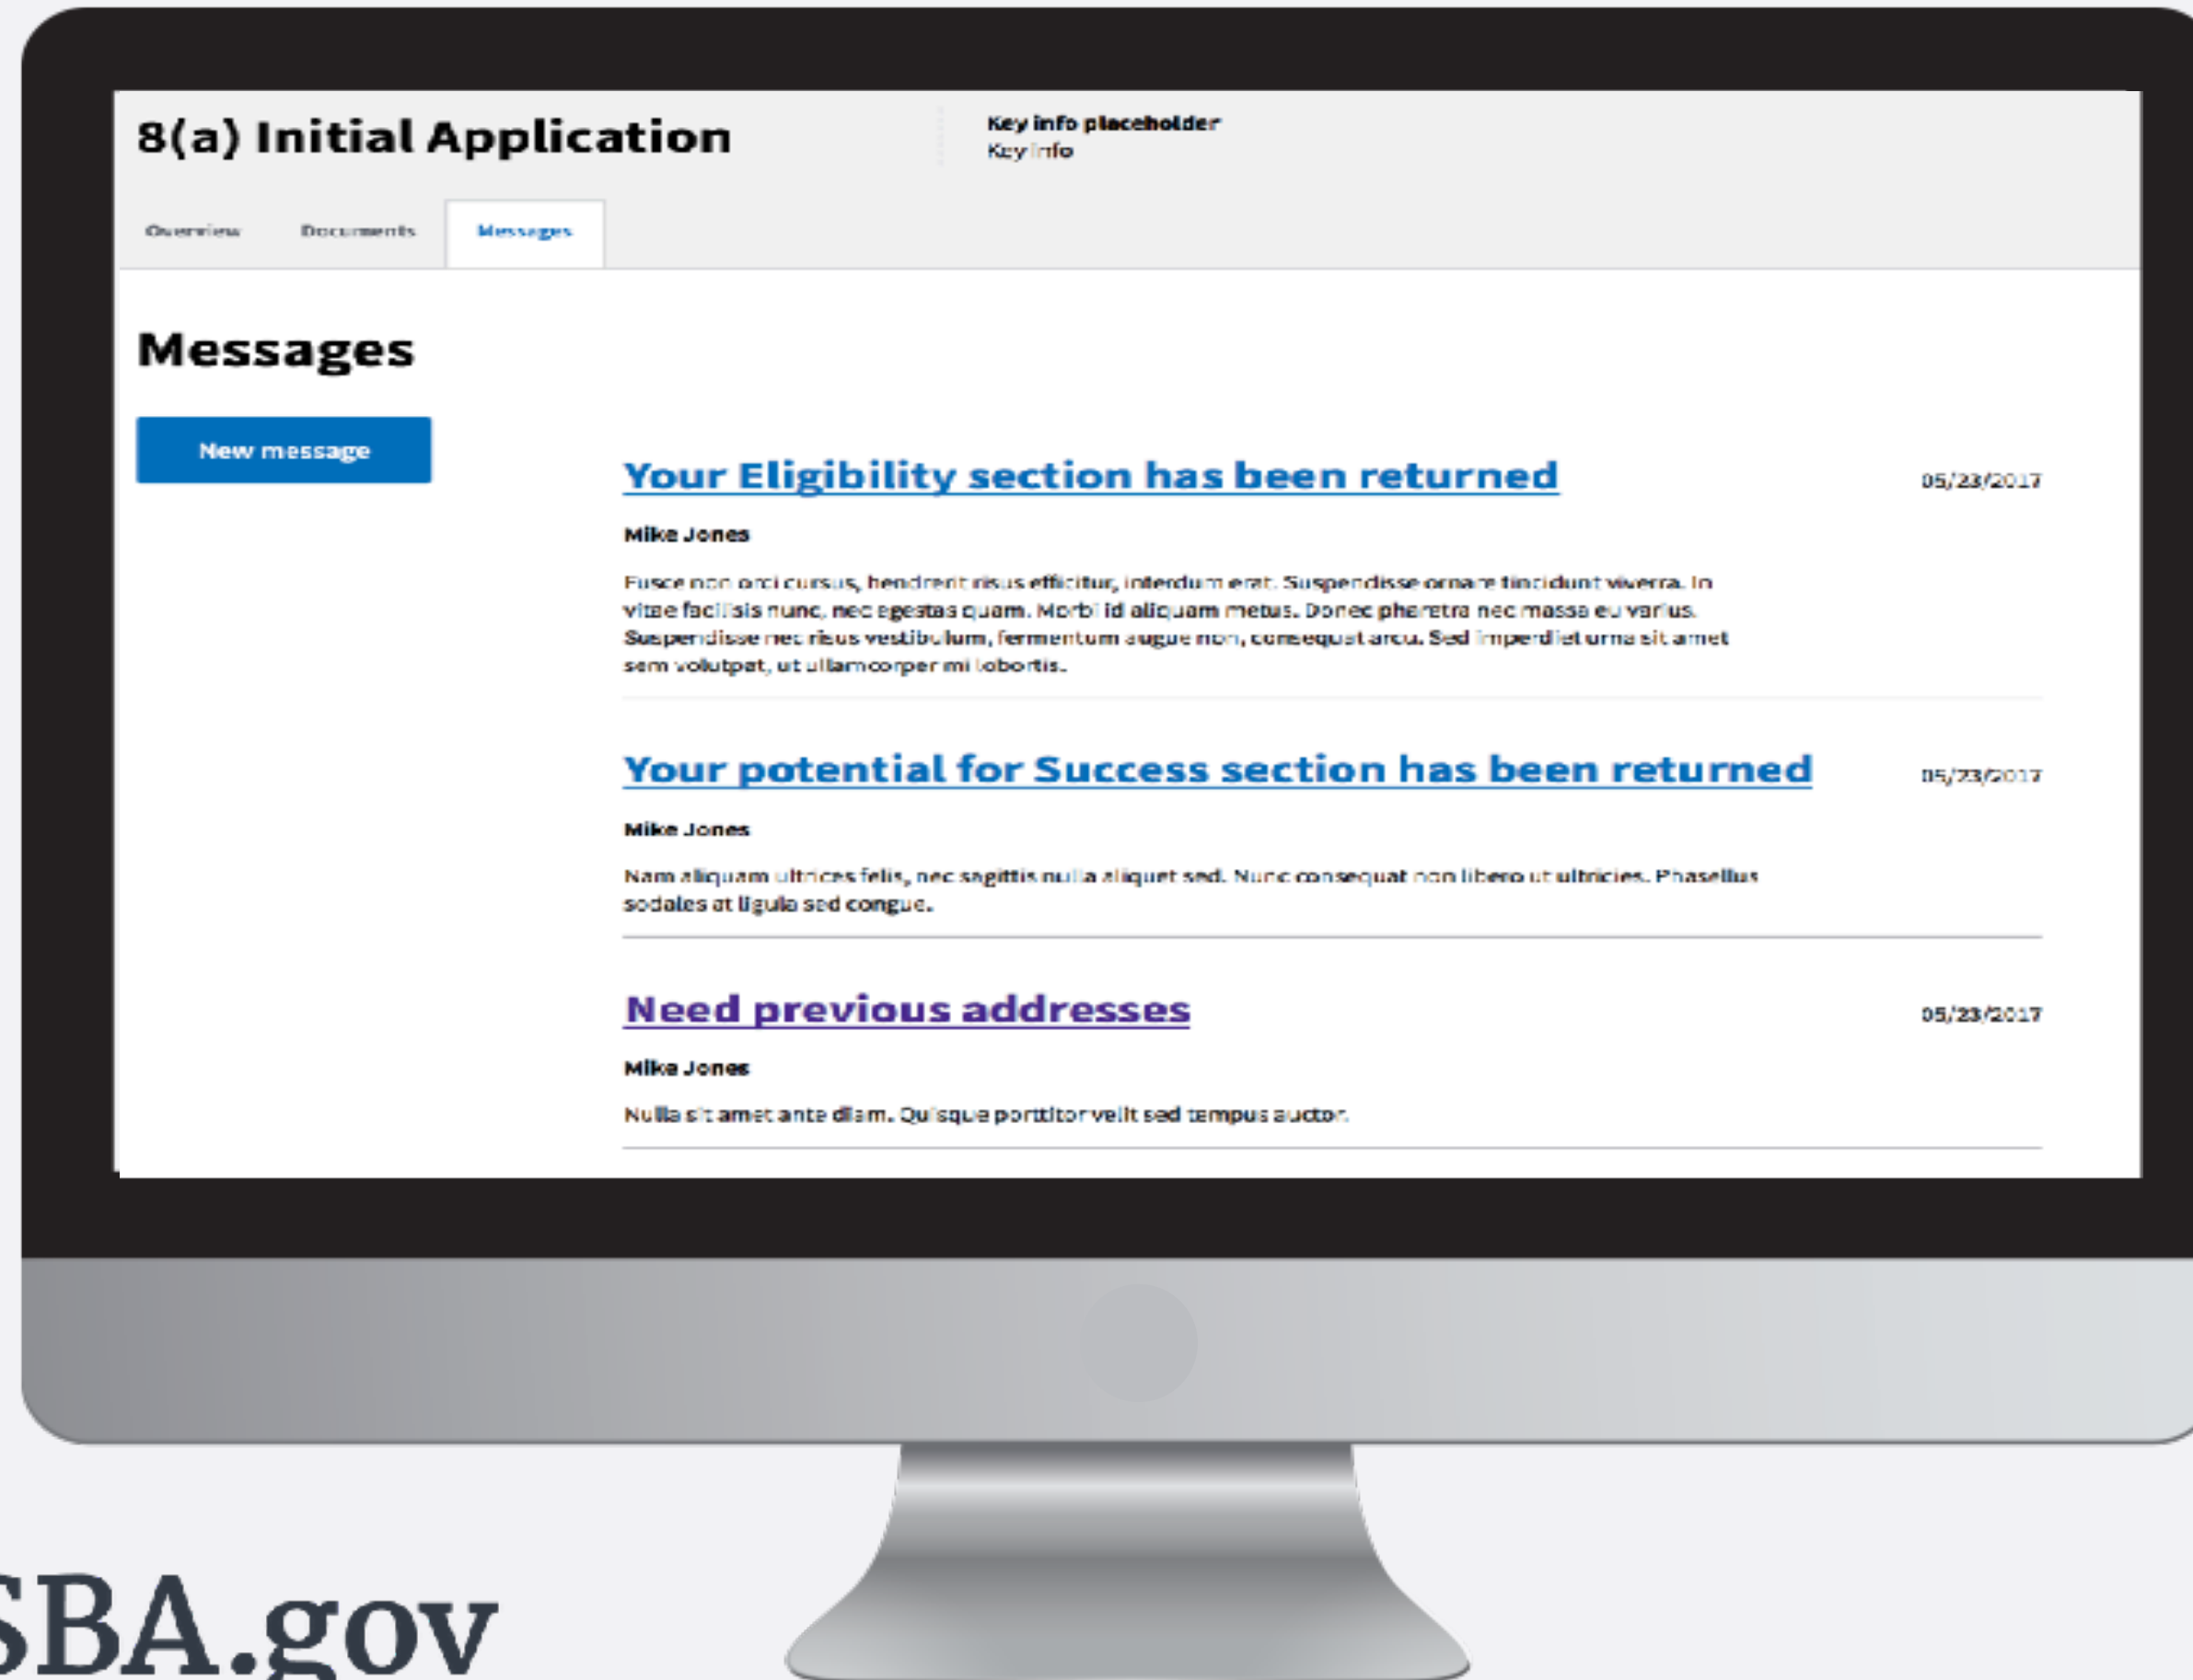 8(a) Initial Application
Key info placeholder
Key info
Overview
Documents
Messages
Messages
New message
Your Eligibility section has been returned
05/23/2017
Mike Jones
Fusce non orci cursus, hendrerit risus efficitur, interdum erat. Suspendisse ornare tincidunt viverra. In
vitae facilisis nunc, nec egestas quam. Morbi id aliquam metus. Donec pharetra nec massa eu varius.
Suspendisse nec risus vestibulum, fermentum augue non, consequat arcu. Sed imperdiet urna sit amet
sem volutpat, ut ullamcorper mi lobortis.
Your potential for Success section has been returned
05/23/2017
Mike Jones
Nam aliquam ultrices felis, nec sagittis nulla aliquet sed. Nunc consequat non libero ut ultricies. Phasellus
sodales at ligula sed congue.
Need previous addresses
05/23/2017
Mike Jones
Nulla sit amet ante diam. Quisque porttitor velit sed tempus auctor.
SBA.gov